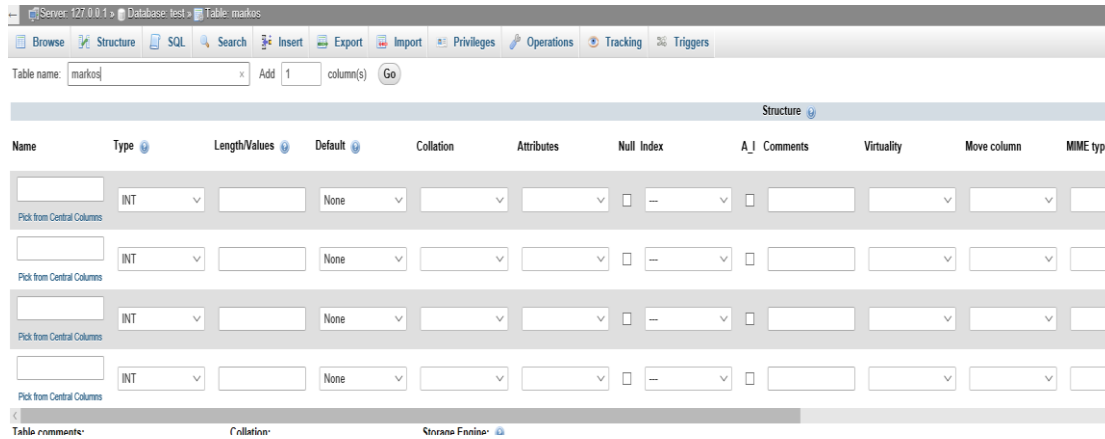 ← Server: 127.0.0.1 » Database: test » Table: markos
Browse Structure SQL Search Insert Export Import Privileges Operations Tracking Triggers
Table name: markos x Add 1 column(s) Go
Structure
Name Type Length/Values Default Collation Attributes Null Index A_I Comments Virtuality Move column MIME typ
INT None ---
Pick from Central Columns
INT None ---
Pick from Central Columns
INT None ---
Pick from Central Columns
INT None ---
Pick from Central Columns
Table comments: Collation: Storage Engine: